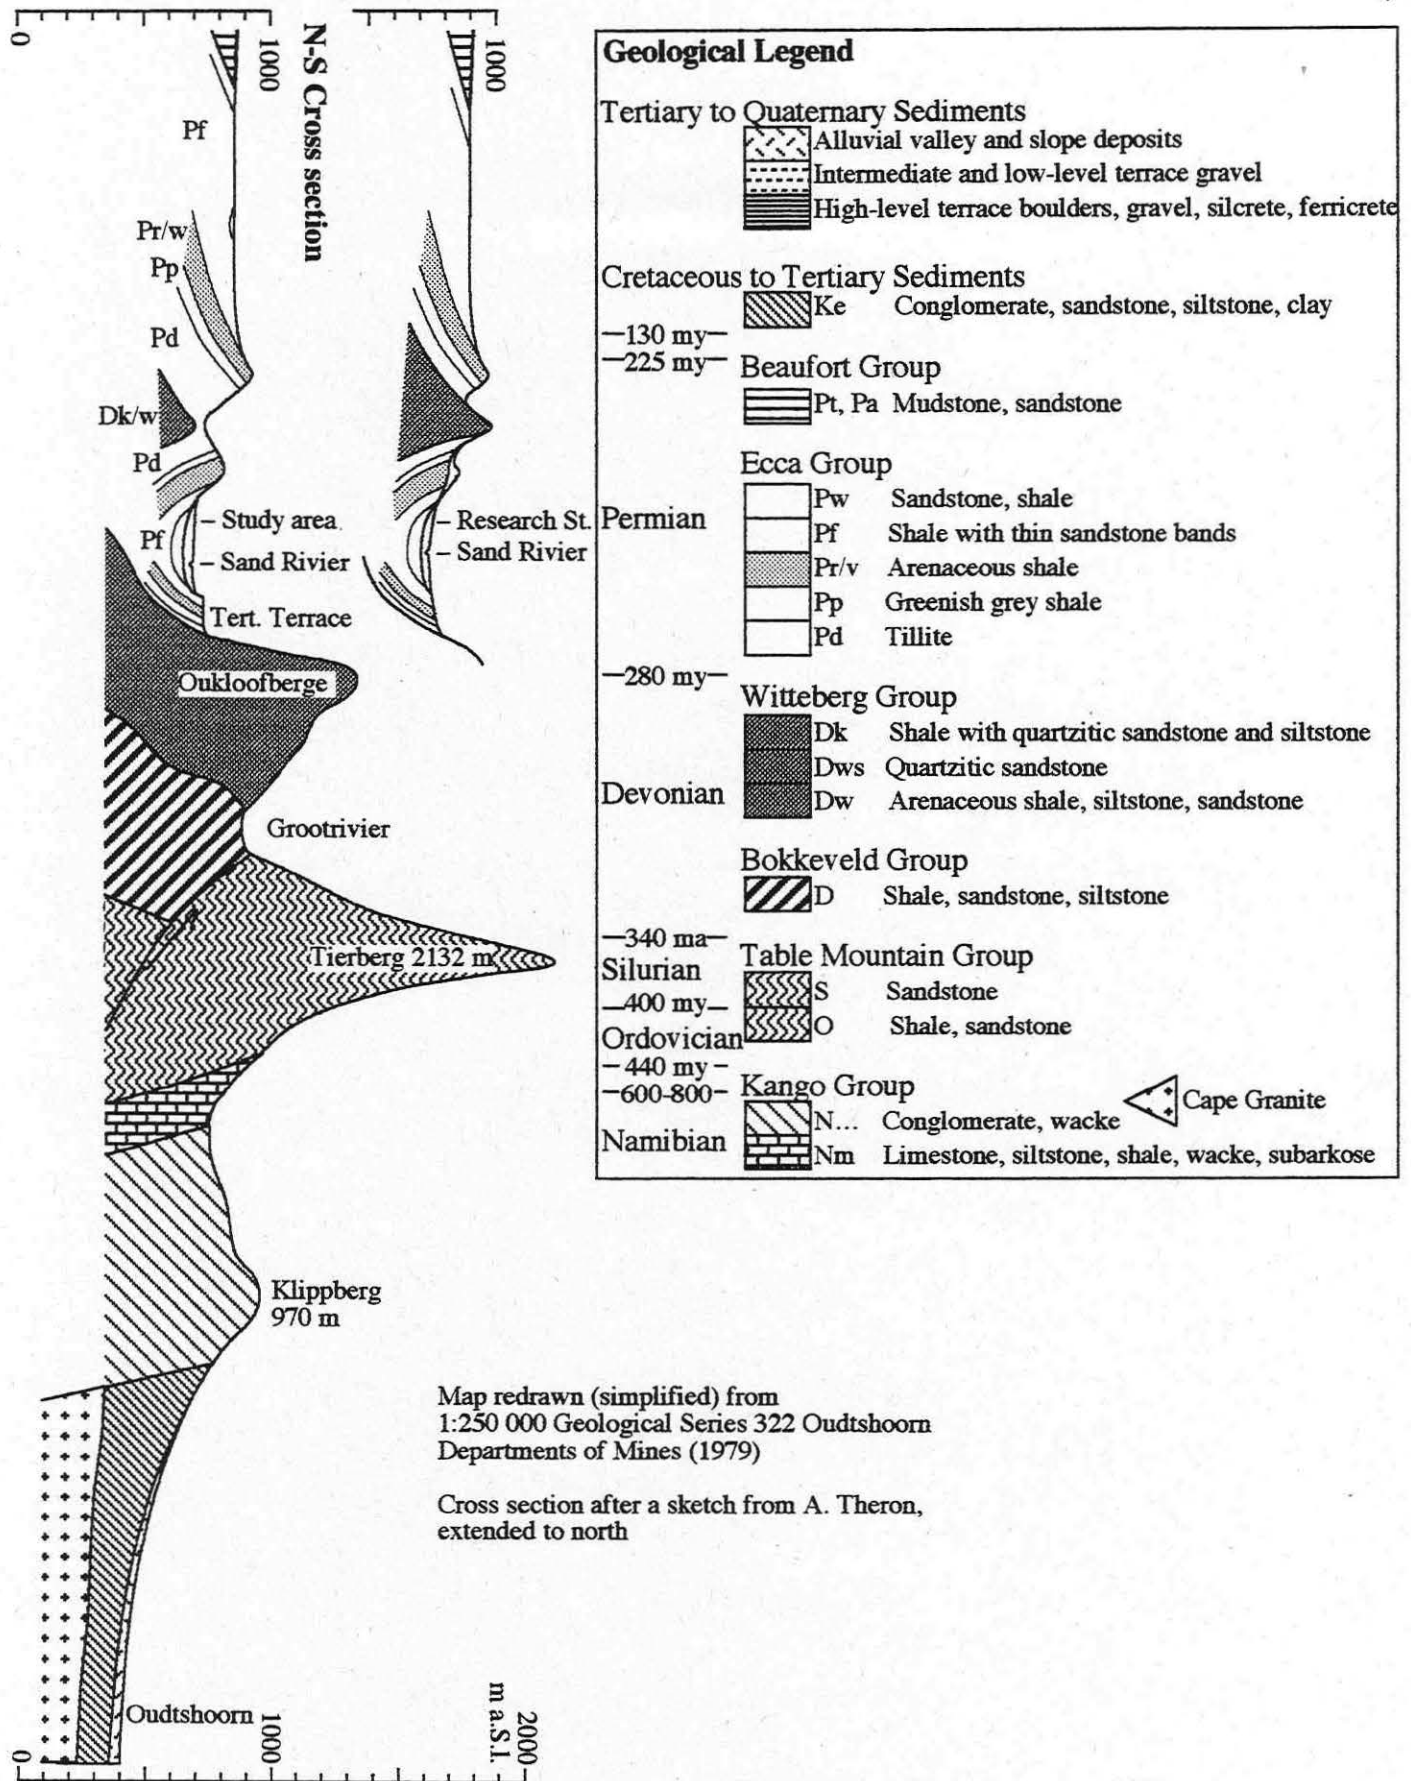 0
1000
N-S Cross section
1000
Pf
Pr/w
Pp
Pd
Dk/w
Pd
Study area
Pf
Sand Rivier
Research St.
Sand Rivier
Tert. Terrace
Oukloofberge
Grootrivier
Tierberg 2132 m
Klippberg
970 m
Oudtshoorn
0
1000
2000
m a.S.l.
Geological Legend
Tertiary to Quaternary Sediments
Alluvial valley and slope deposits
Intermediate and low-level terrace gravel
High-level terrace boulders, gravel, silcrete, ferricrete
Cretaceous to Tertiary Sediments
Ke Conglomerate, sandstone, siltstone, clay
—130 my—
—225 my—
Beaufort Group
Pt, Pa Mudstone, sandstone
Ecca Group
Pw Sandstone, shale
Permian
Pf Shale with thin sandstone bands
Pr/v Arenaceous shale
Pp Greenish grey shale
Pd Tillite
—280 my—
Witteberg Group
Dk Shale with quartzitic sandstone and siltstone
Dws Quartzitic sandstone
Devonian
Dw Arenaceous shale, siltstone, sandstone
Bokkeveld Group
D Shale, sandstone, siltstone
—340 ma—
Table Mountain Group
Silurian
S Sandstone
—400 my—
O Shale, sandstone
Ordovician
—440 my—
—600-800—
Kango Group
Cape Granite
N... Conglomerate, wacke
Namibian
Nm Limestone, siltstone, shale, wacke, subarkose
Map redrawn (simplified) from
1:250 000 Geological Series 322 Oudtshoorn
Departments of Mines (1979)
Cross section after a sketch from A. Theron,
extended to north